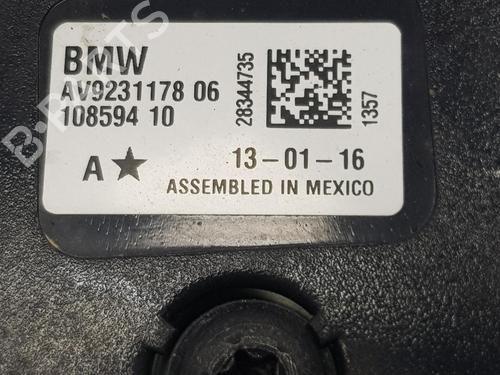 BMW
AV9231178 06
108594 10
28344735
1357
A★
13-01-16
ASSEMBLED IN MEXICO
B-PARTS